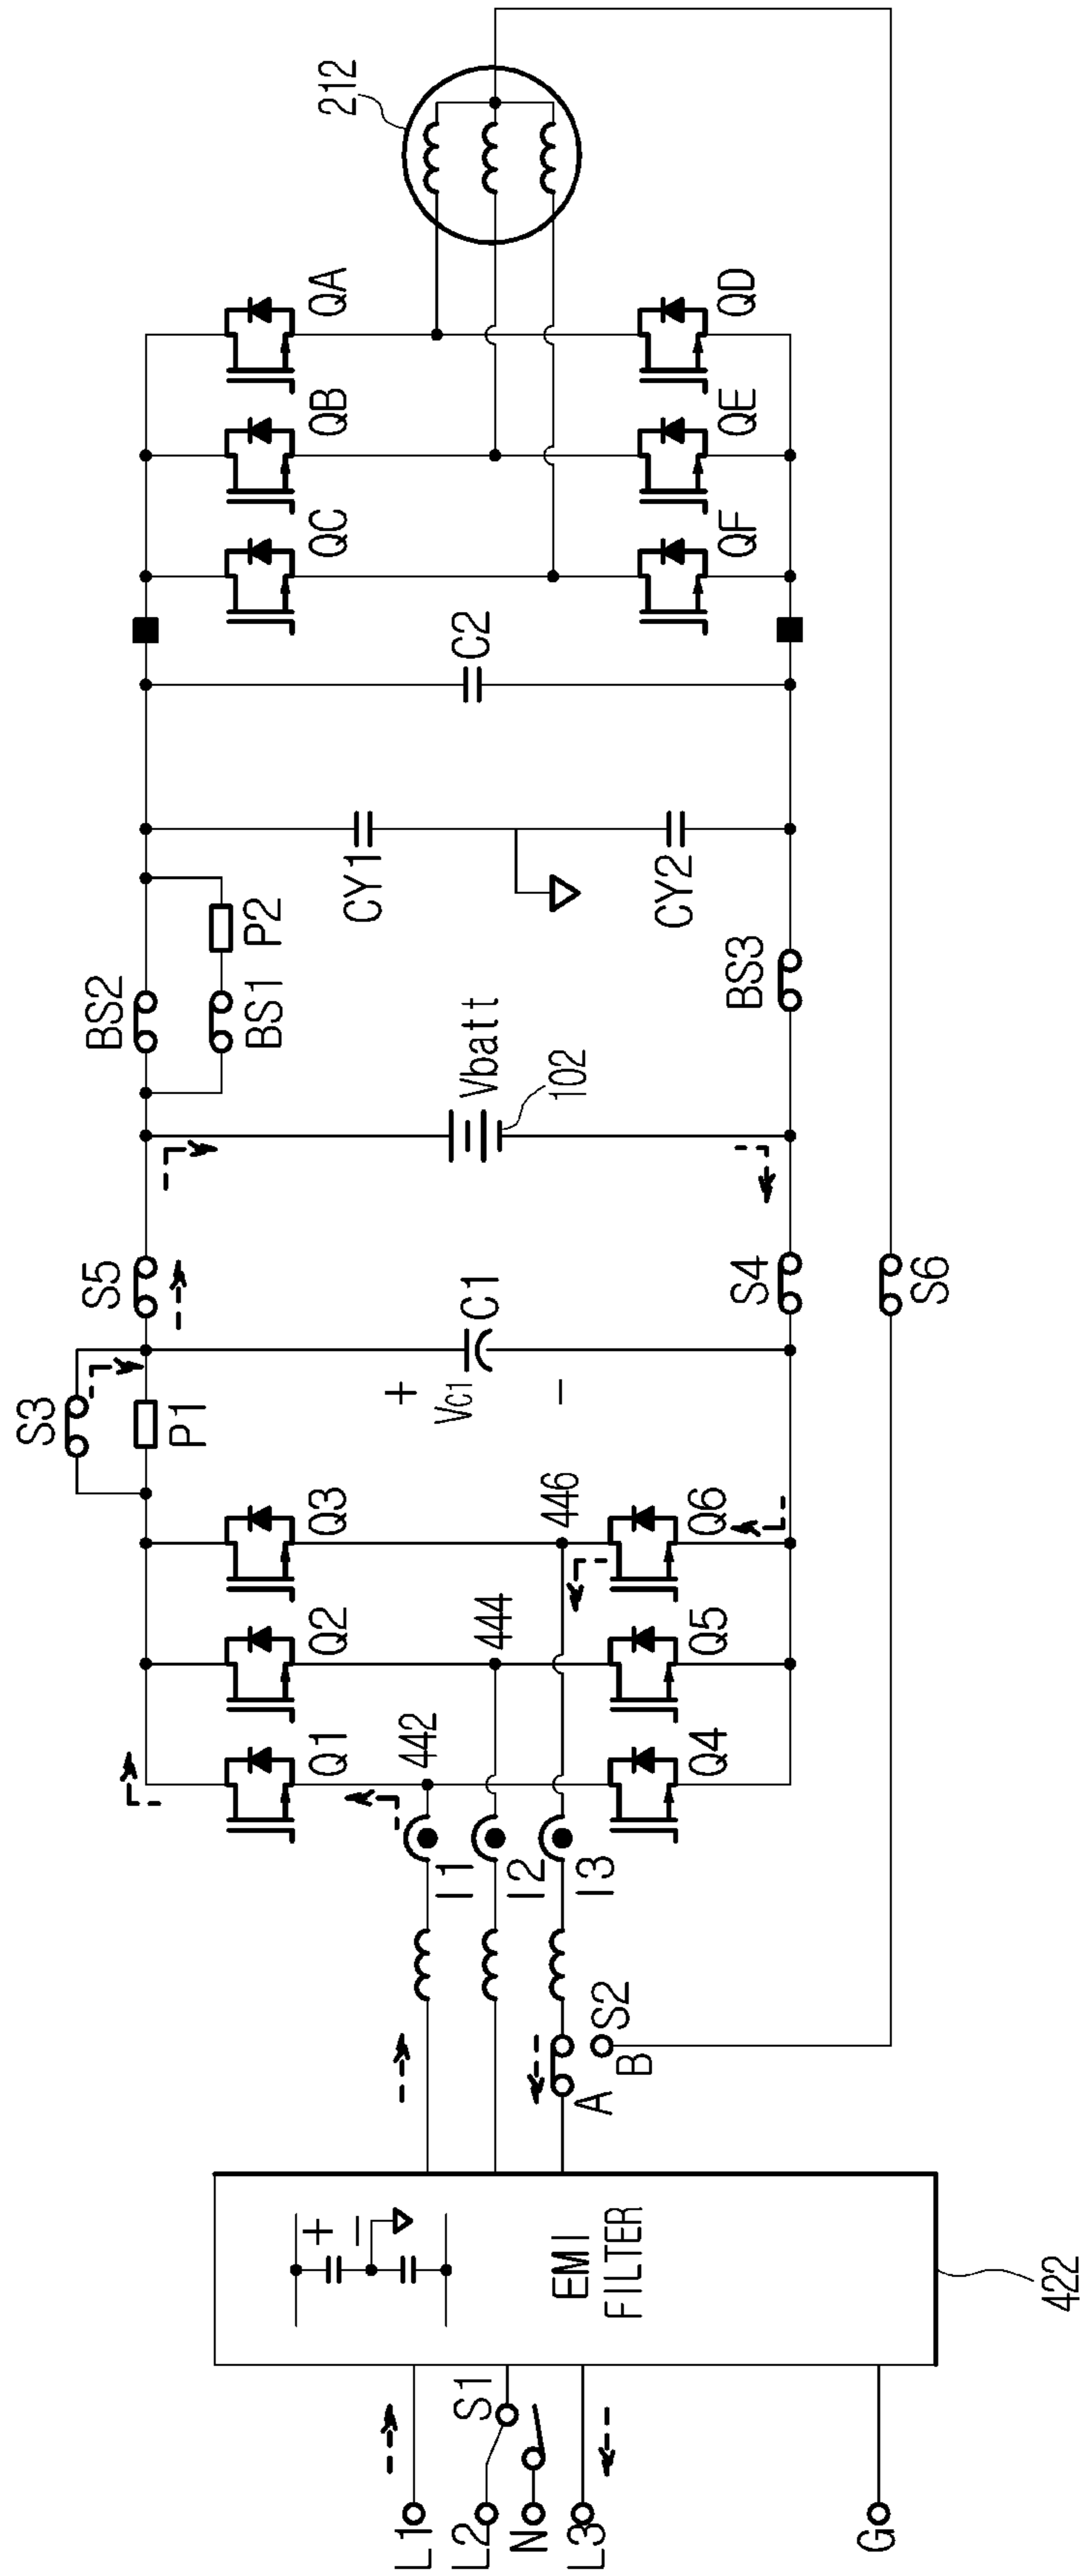 212
QA
QB
QC
QD
QE
QF
C2
CY1
CY2
P2
BS2
BS1
BS3
Vbatt
102
S5
S4
S6
S3
P1
C1
+
Vc1
−
Q3
Q2
Q1
446
444
442
Q6
Q5
Q4
I1
I2
I3
S2
A
B
+
−
EMI
FILTER
422
S1
L1
L2
N
L3
G